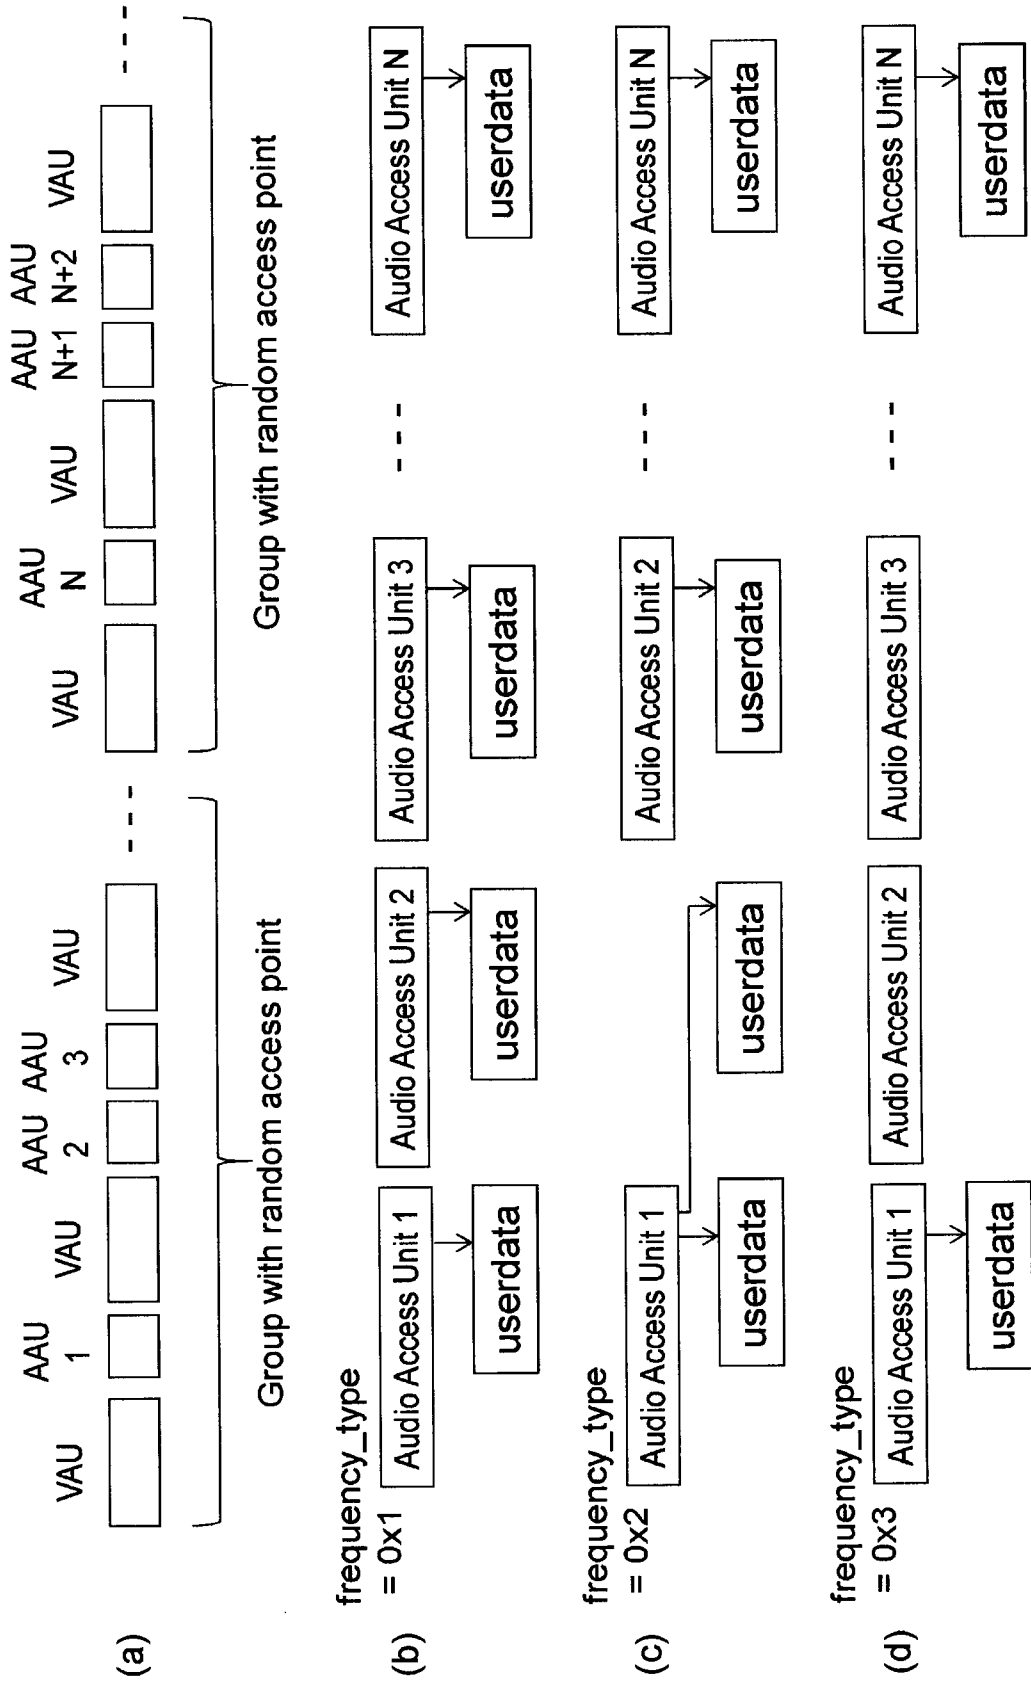 (a)
VAU
AAU
1
VAU
AAU
2
AAU
3
VAU
VAU
AAU
N
VAU
AAU
N+1
AAU
N+2
VAU
Group with random access point
Group with random access point
(b)
frequency_type
= 0x1
Audio Access Unit 1
Audio Access Unit 2
Audio Access Unit 3
Audio Access Unit N
userdata
userdata
userdata
userdata
(c)
frequency_type
= 0x2
Audio Access Unit 1
Audio Access Unit 2
Audio Access Unit N
userdata
userdata
userdata
userdata
(d)
frequency_type
= 0x3
Audio Access Unit 1
Audio Access Unit 2
Audio Access Unit 3
Audio Access Unit N
userdata
userdata